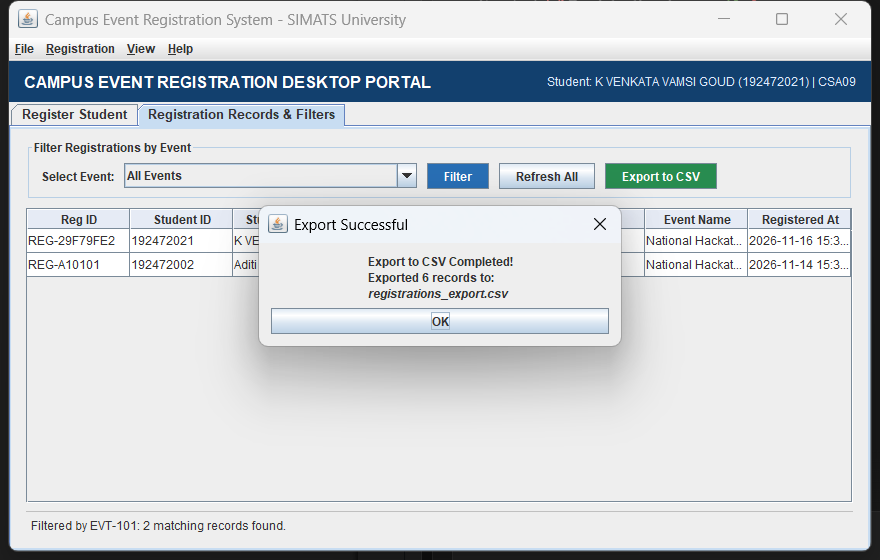 Campus Event Registration System - SIMATS University
File Registration View Help
CAMPUS EVENT REGISTRATION DESKTOP PORTAL
Student: K VENKATA VAMSI GOUD (192472021) | CSA09
Register Student
Registration Records & Filters
Filter Registrations by Event
Select Event: All Events Filter Refresh All Export to CSV
Reg ID Student ID Stu Event Name Registered At
REG-29F79FE2 192472021 K VE National Hackat... 2026-11-16 15:3...
REG-A10101 192472002 Aditi National Hackat... 2026-11-14 15:3...
Export Successful
Export to CSV Completed!
Exported 6 records to:
registrations_export.csv
OK
Filtered by EVT-101: 2 matching records found.